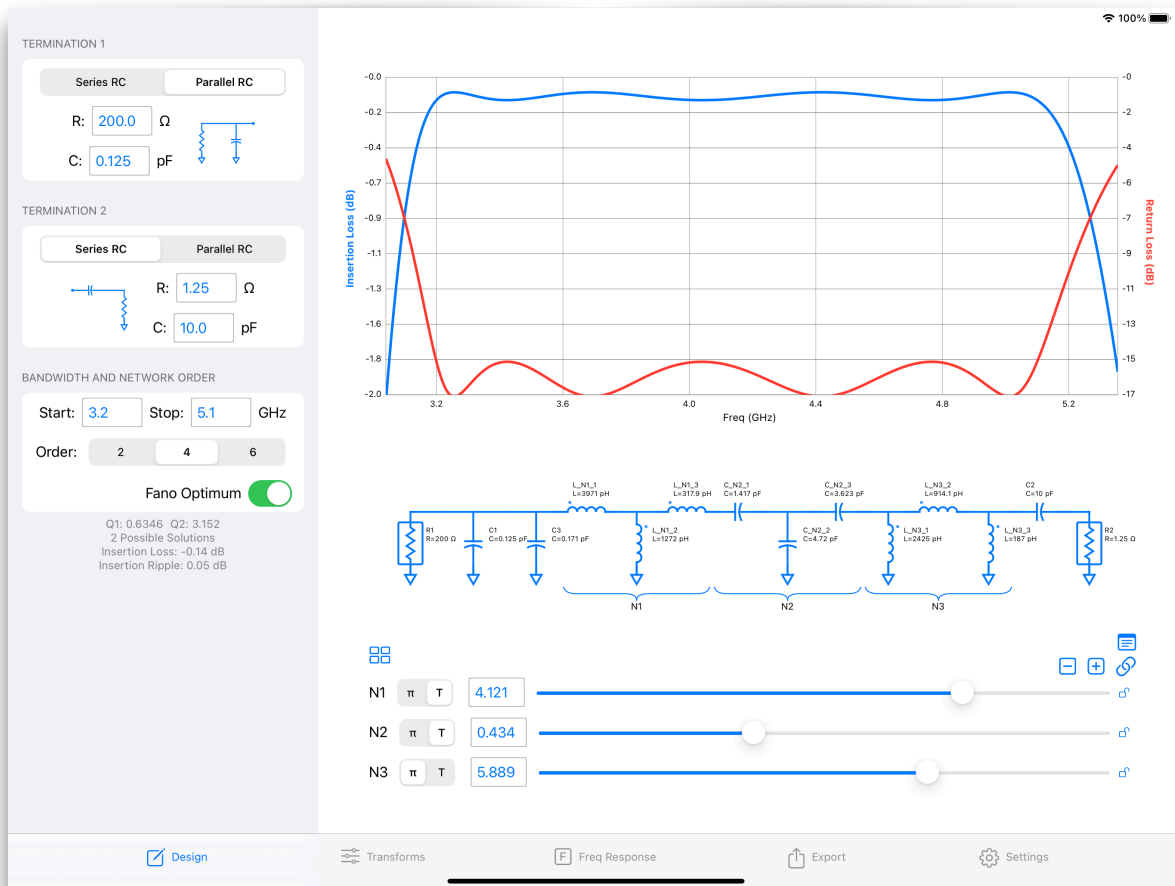 100%
TERMINATION 1
Series RC Parallel RC
R: 200.0 Ω
C: 0.125 pF
TERMINATION 2
Series RC Parallel RC
R: 1.25 Ω
C: 10.0 pF
BANDWIDTH AND NETWORK ORDER
Start: 3.2 Stop: 5.1 GHz
Order: 2 4 6
Fano Optimum
Q1: 0.6346 Q2: 3.152
2 Possible Solutions
Insertion Loss: -0.14 dB
Insertion Ripple: 0.05 dB
Insertion Loss (dB)
-0.0
-0.2
-0.4
-0.7
-0.9
-1.1
-1.3
-1.6
-1.8
-2.0
3.2 3.6 4.0 4.4 4.8 5.2
Freq (GHz)
-0
-2
-4
-6
-7
-9
-11
-13
-15
-17
Return Loss (dB)
L_N1_1
L=3971 pH
L_N1_3
L=317.9 pH
C_N2_1
C=1.417 pF
C_N2_3
C=3.623 pF
L_N3_2
L=914.1 pH
C2
C=10 pF
R1
R=200 Ω
C1
C=0.125 pF
C3
C=0.171 pF
L_N1_2
L=1272 pH
C_N2_2
C=4.72 pF
L_N3_1
L=2425 pH
L_N3_3
L=187 pH
R2
R=1.25 Ω
N1 N2 N3
N1 π T 4.121
N2 π T 0.434
N3 π T 5.889
Design Transforms F Freq Response Export Settings